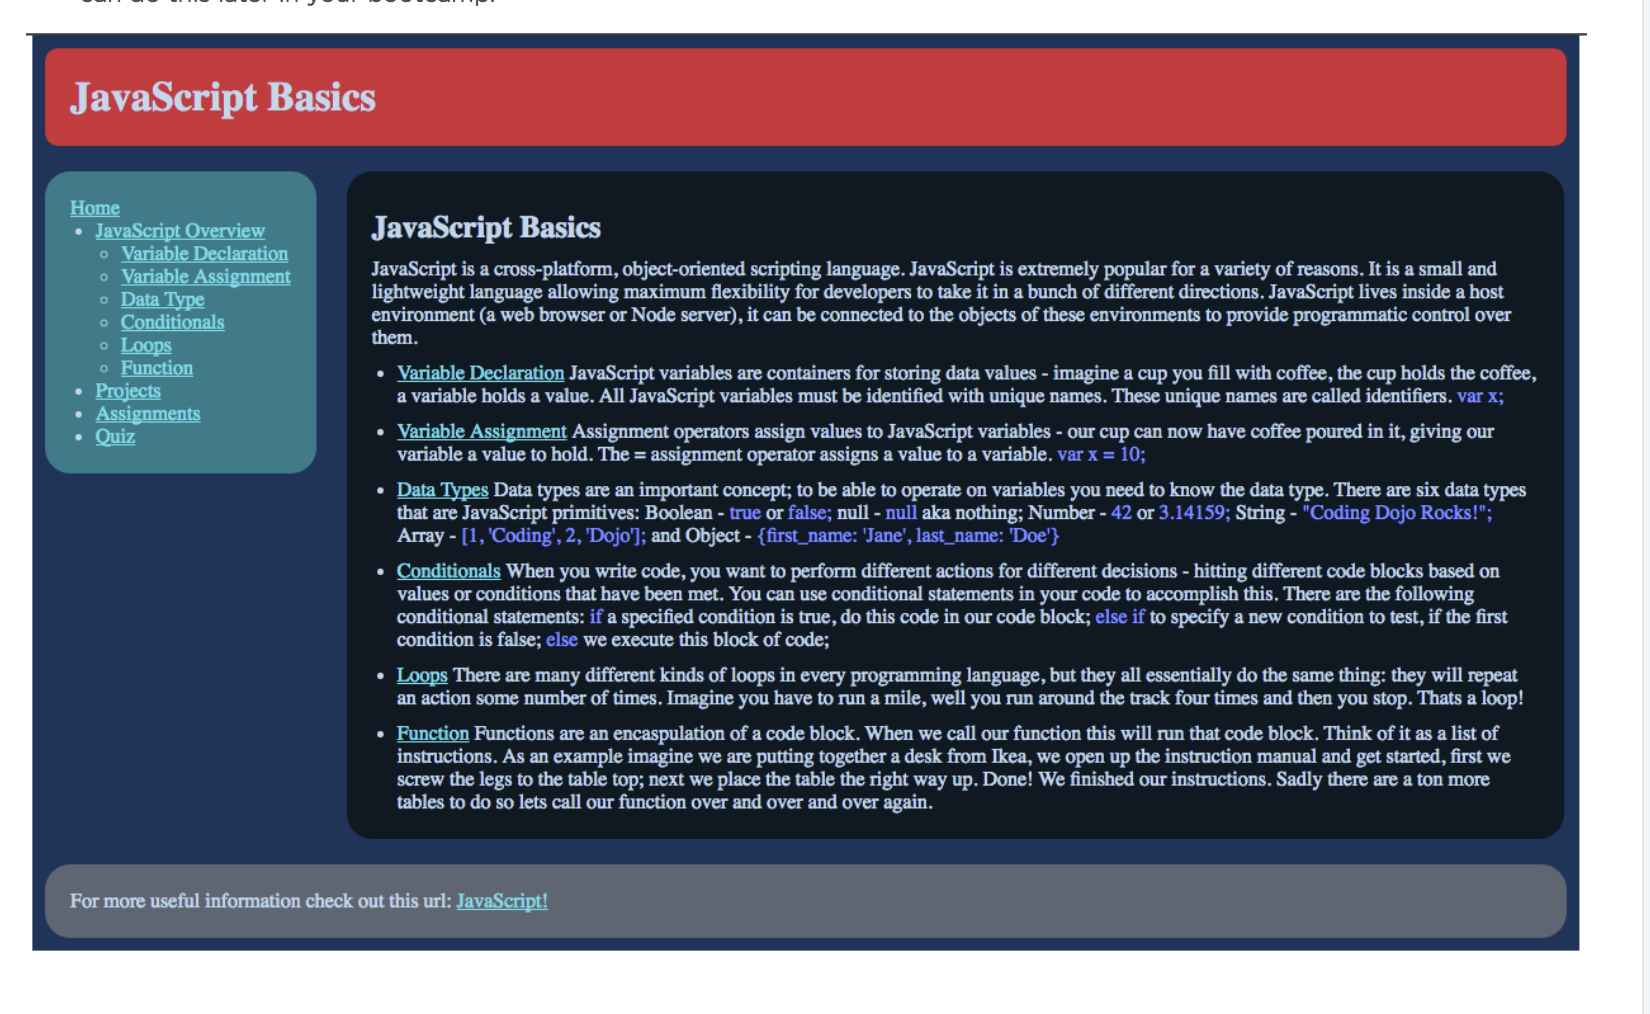 can do this later in your bootcamp.
JavaScript Basics
Home
JavaScript Overview
Variable Declaration
Variable Assignment
Data Type
Conditionals
Loops
Function
Projects
Assignments
Quiz
JavaScript Basics
JavaScript is a cross-platform, object-oriented scripting language. JavaScript is extremely popular for a variety of reasons. It is a small and
lightweight language allowing maximum flexibility for developers to take it in a bunch of different directions. JavaScript lives inside a host
environment (a web browser or Node server), it can be connected to the objects of these environments to provide programmatic control over
them.
Variable Declaration JavaScript variables are containers for storing data values - imagine a cup you fill with coffee, the cup holds the coffee,
a variable holds a value. All JavaScript variables must be identified with unique names. These unique names are called identifiers. var x;
Variable Assignment Assignment operators assign values to JavaScript variables - our cup can now have coffee poured in it, giving our
variable a value to hold. The = assignment operator assigns a value to a variable. var x = 10;
Data Types Data types are an important concept; to be able to operate on variables you need to know the data type. There are six data types
that are JavaScript primitives: Boolean - true or false; null - null aka nothing; Number - 42 or 3.14159; String - "Coding Dojo Rocks!";
Array - [1, 'Coding', 2, 'Dojo']; and Object - {first_name: 'Jane', last_name: 'Doe'}
Conditionals When you write code, you want to perform different actions for different decisions - hitting different code blocks based on
values or conditions that have been met. You can use conditional statements in your code to accomplish this. There are the following
conditional statements: if a specified condition is true, do this code in our code block; else if to specify a new condition to test, if the first
condition is false; else we execute this block of code;
Loops There are many different kinds of loops in every programming language, but they all essentially do the same thing: they will repeat
an action some number of times. Imagine you have to run a mile, well you run around the track four times and then you stop. Thats a loop!
Function Functions are an encaspulation of a code block. When we call our function this will run that code block. Think of it as a list of
instructions. As an example imagine we are putting together a desk from Ikea, we open up the instruction manual and get started, first we
screw the legs to the table top; next we place the table the right way up. Done! We finished our instructions. Sadly there are a ton more
tables to do so lets call our function over and over and over again.
For more useful information check out this url: JavaScript!